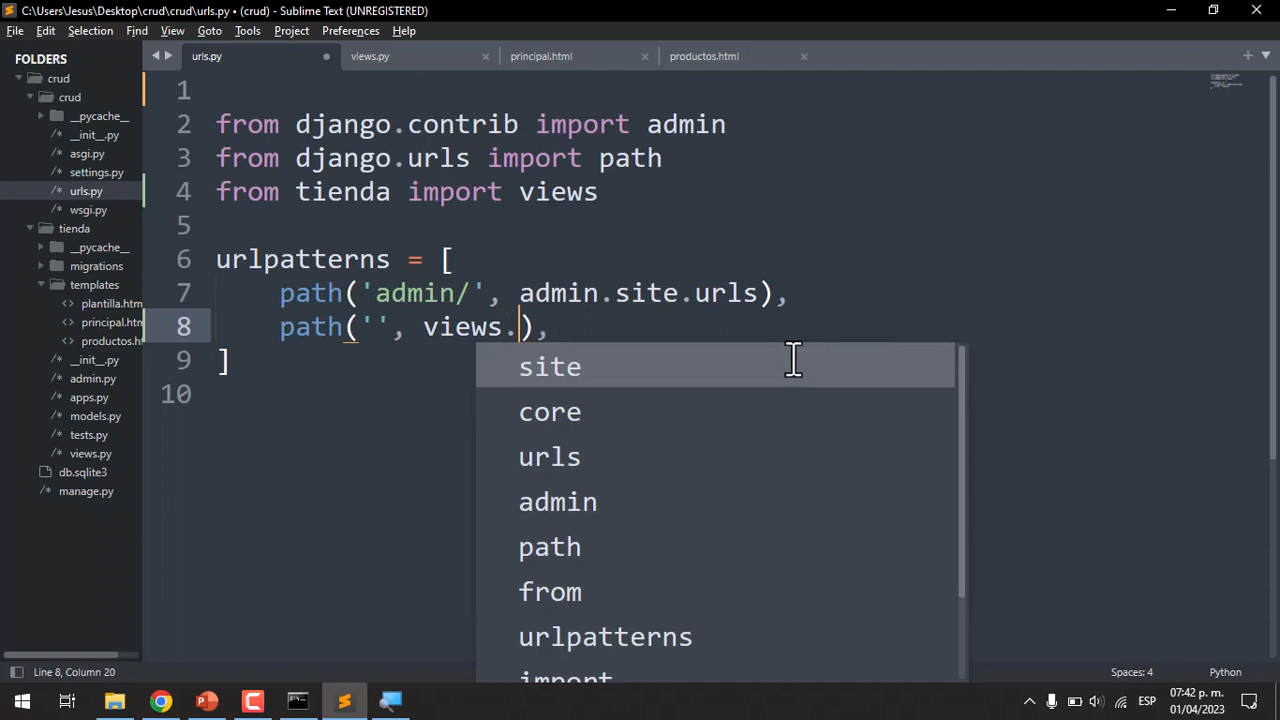 C:\Users\Jesus\Desktop\crud\crud\urls.py • (crud) - Sublime Text (UNREGISTERED)
File Edit Selection Find View Goto Tools Project Preferences Help
FOLDERS
crud
crud
__pycache__
__init__.py
asgi.py
settings.py
urls.py
wsgi.py
tienda
__pycache__
migrations
templates
plantilla.htm
principal.htm
productos.h
__init__.py
admin.py
apps.py
models.py
tests.py
views.py
db.sqlite3
manage.py
urls.py views.py principal.html productos.html
1
2 from django.contrib import admin
3 from django.urls import path
4 from tienda import views
5
6 urlpatterns = [
7 path('admin/', admin.site.urls),
8 path('', views.),
9 ]
10
site
core
urls
admin
path
from
urlpatterns
import
Line 8, Column 20 Spaces: 4 Python
ESP 07:42 p. m.
01/04/2023